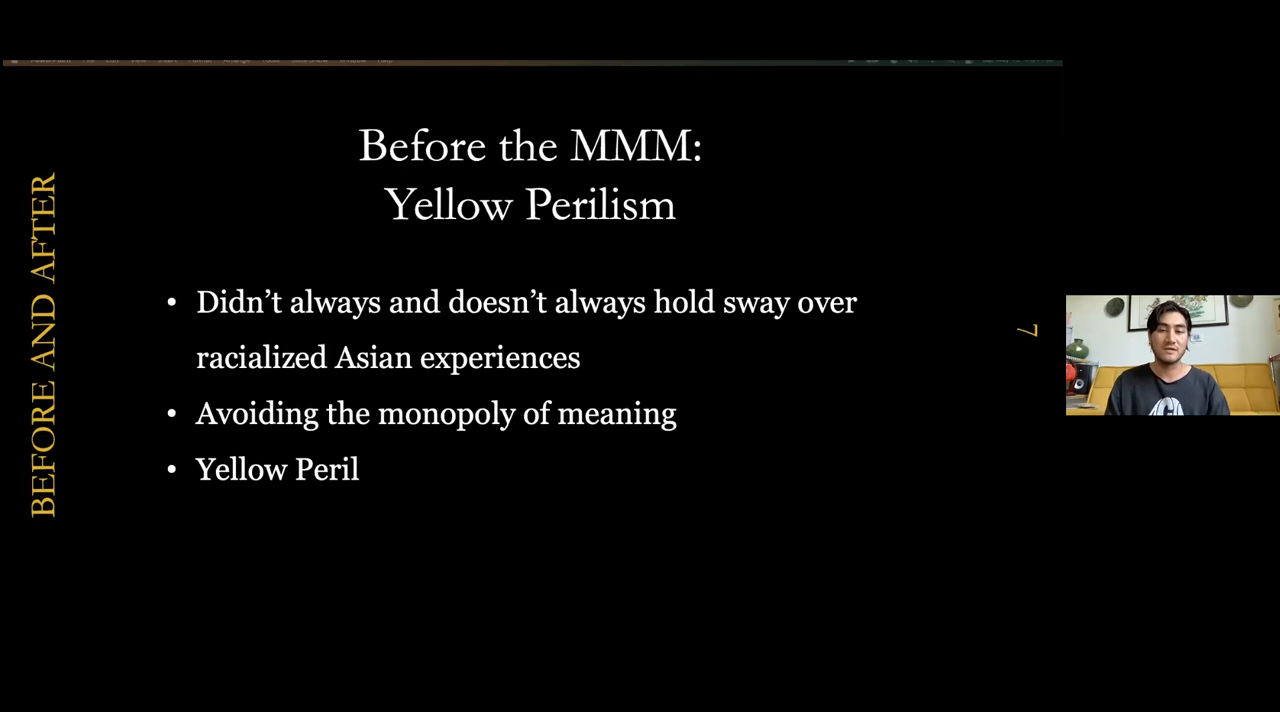 Before the MMM:
Yellow Perilism
BEFORE AND AFTER
• Didn’t always and doesn’t always hold sway over
racialized Asian experiences
• Avoiding the monopoly of meaning
• Yellow Peril
7